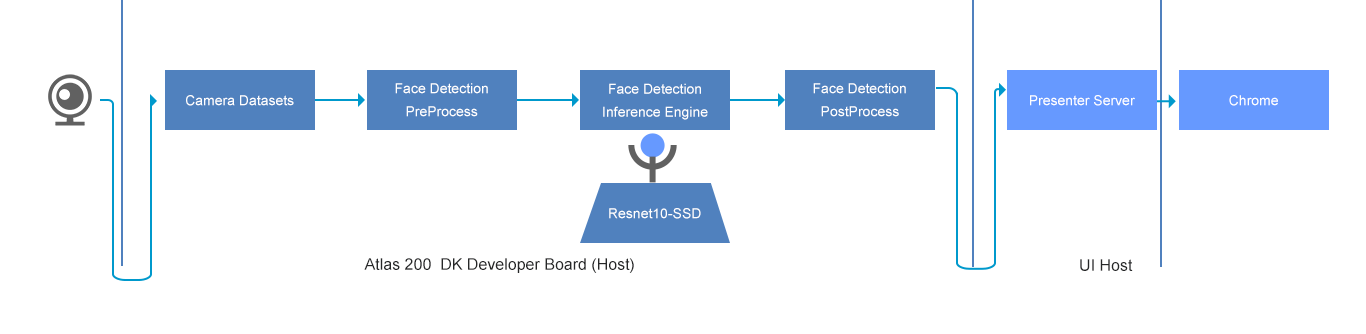 Camera Datasets
Face Detection
PreProcess
Face Detection
Inference Engine
Face Detection
PostProcess
Presenter Server
Chrome
Resnet10-SSD
Atlas 200  DK Developer Board (Host)
UI Host